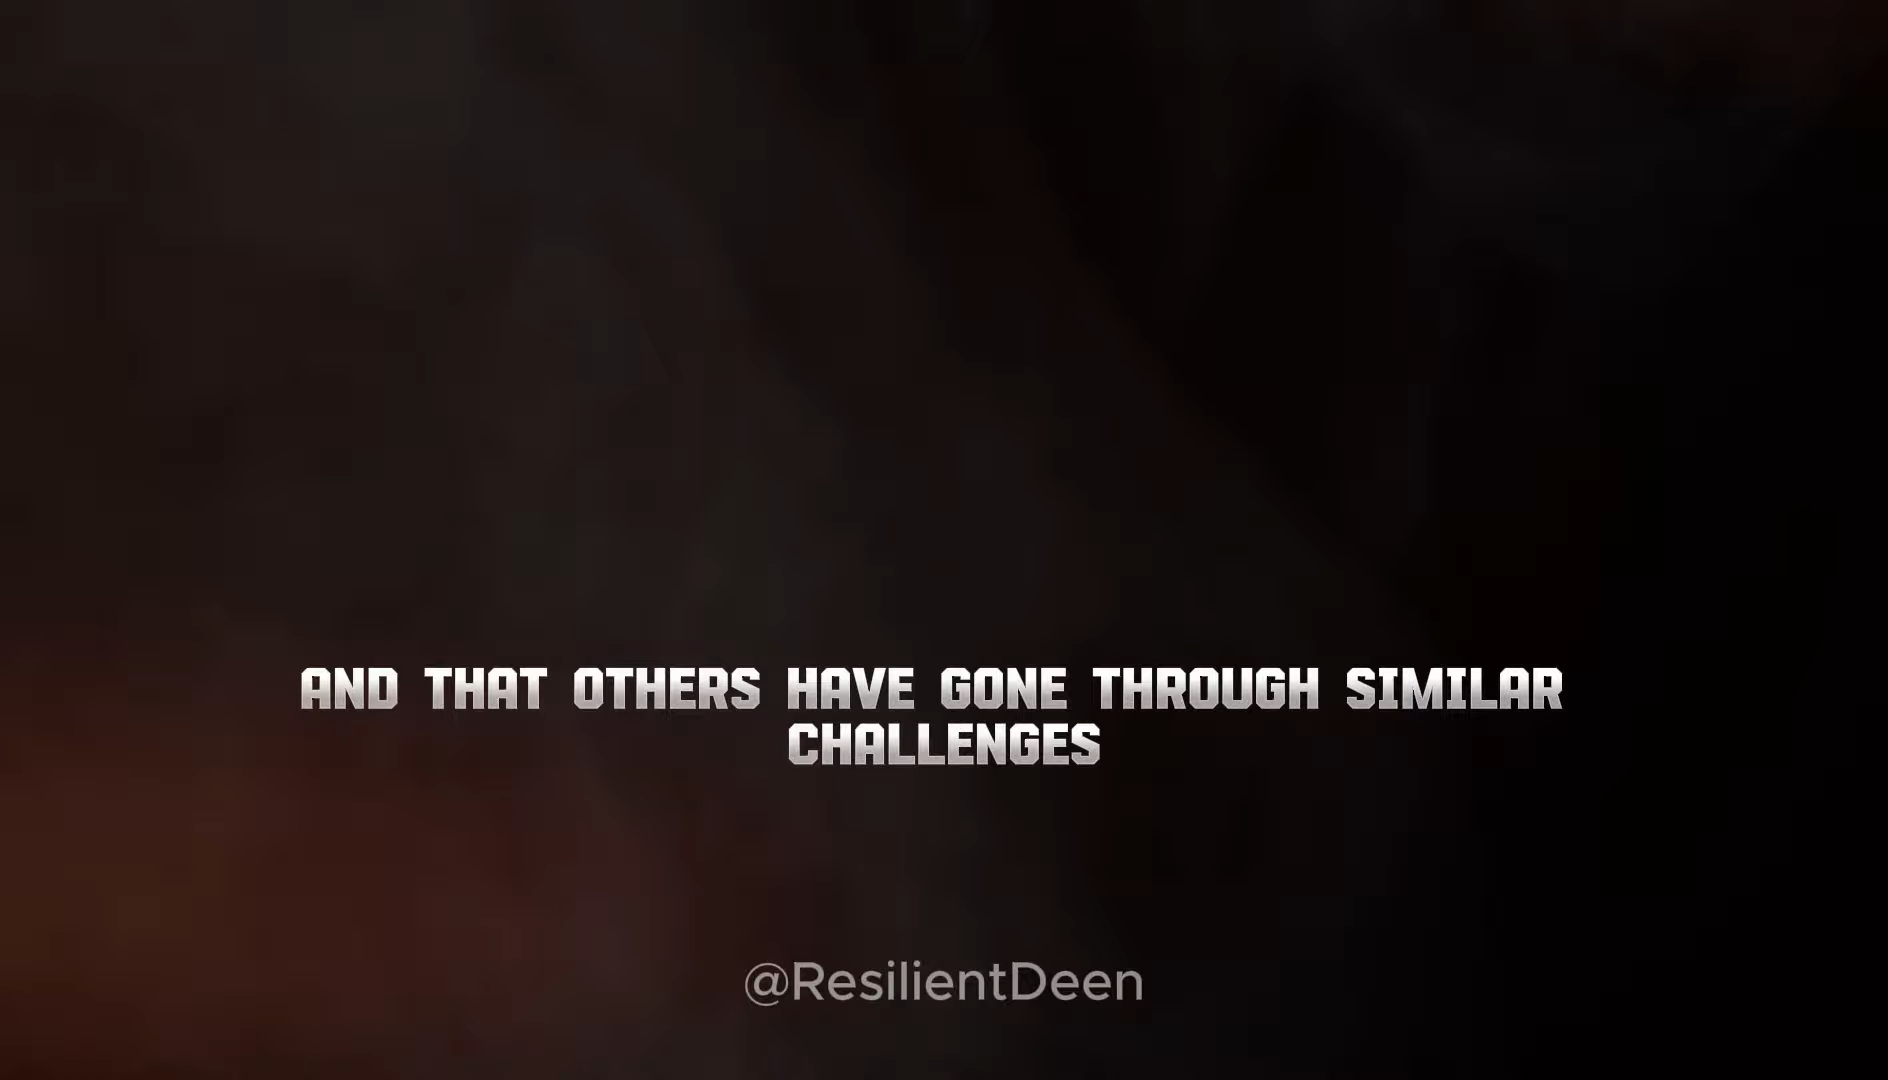 AND THAT OTHERS HAVE GONE THROUGH SIMILAR
CHALLENGES
@ResilientDeen